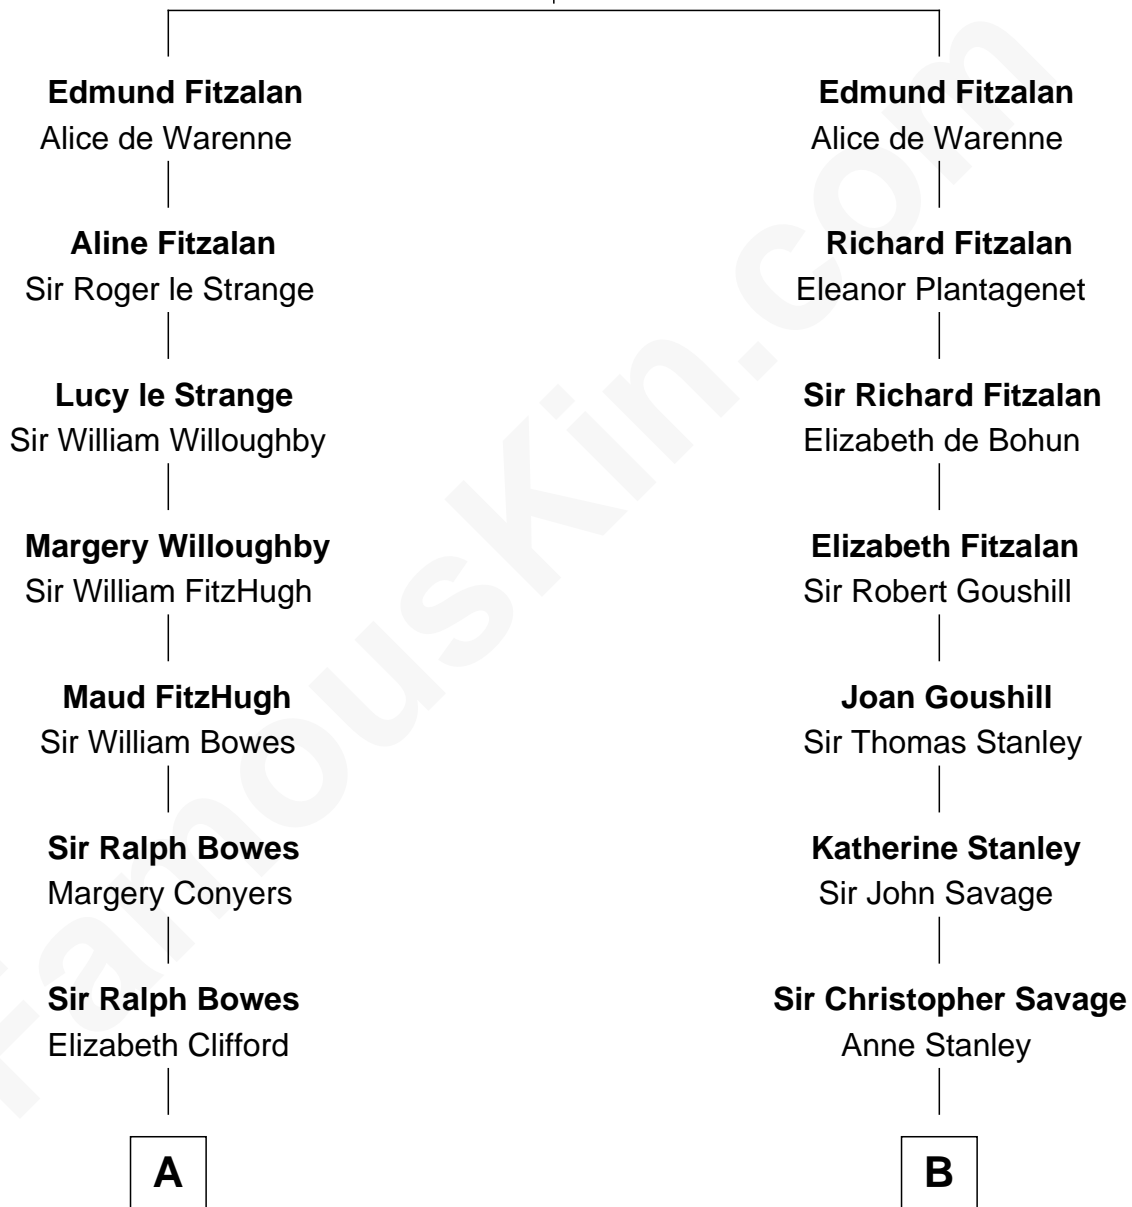 Edmund Fitzalan
Alice de Warenne
Aline Fitzalan
Sir Roger le Strange
Lucy le Strange
Sir William Willoughby
Margery Willoughby
Sir William FitzHugh
Maud FitzHugh
Sir William Bowes
Sir Ralph Bowes
Margery Conyers
Sir Ralph Bowes
Elizabeth Clifford
A
Edmund Fitzalan
Alice de Warenne
Richard Fitzalan
Eleanor Plantagenet
Sir Richard Fitzalan
Elizabeth de Bohun
Elizabeth Fitzalan
Sir Robert Goushill
Joan Goushill
Sir Thomas Stanley
Katherine Stanley
Sir John Savage
Sir Christopher Savage
Anne Stanley
B
FamousKin.com